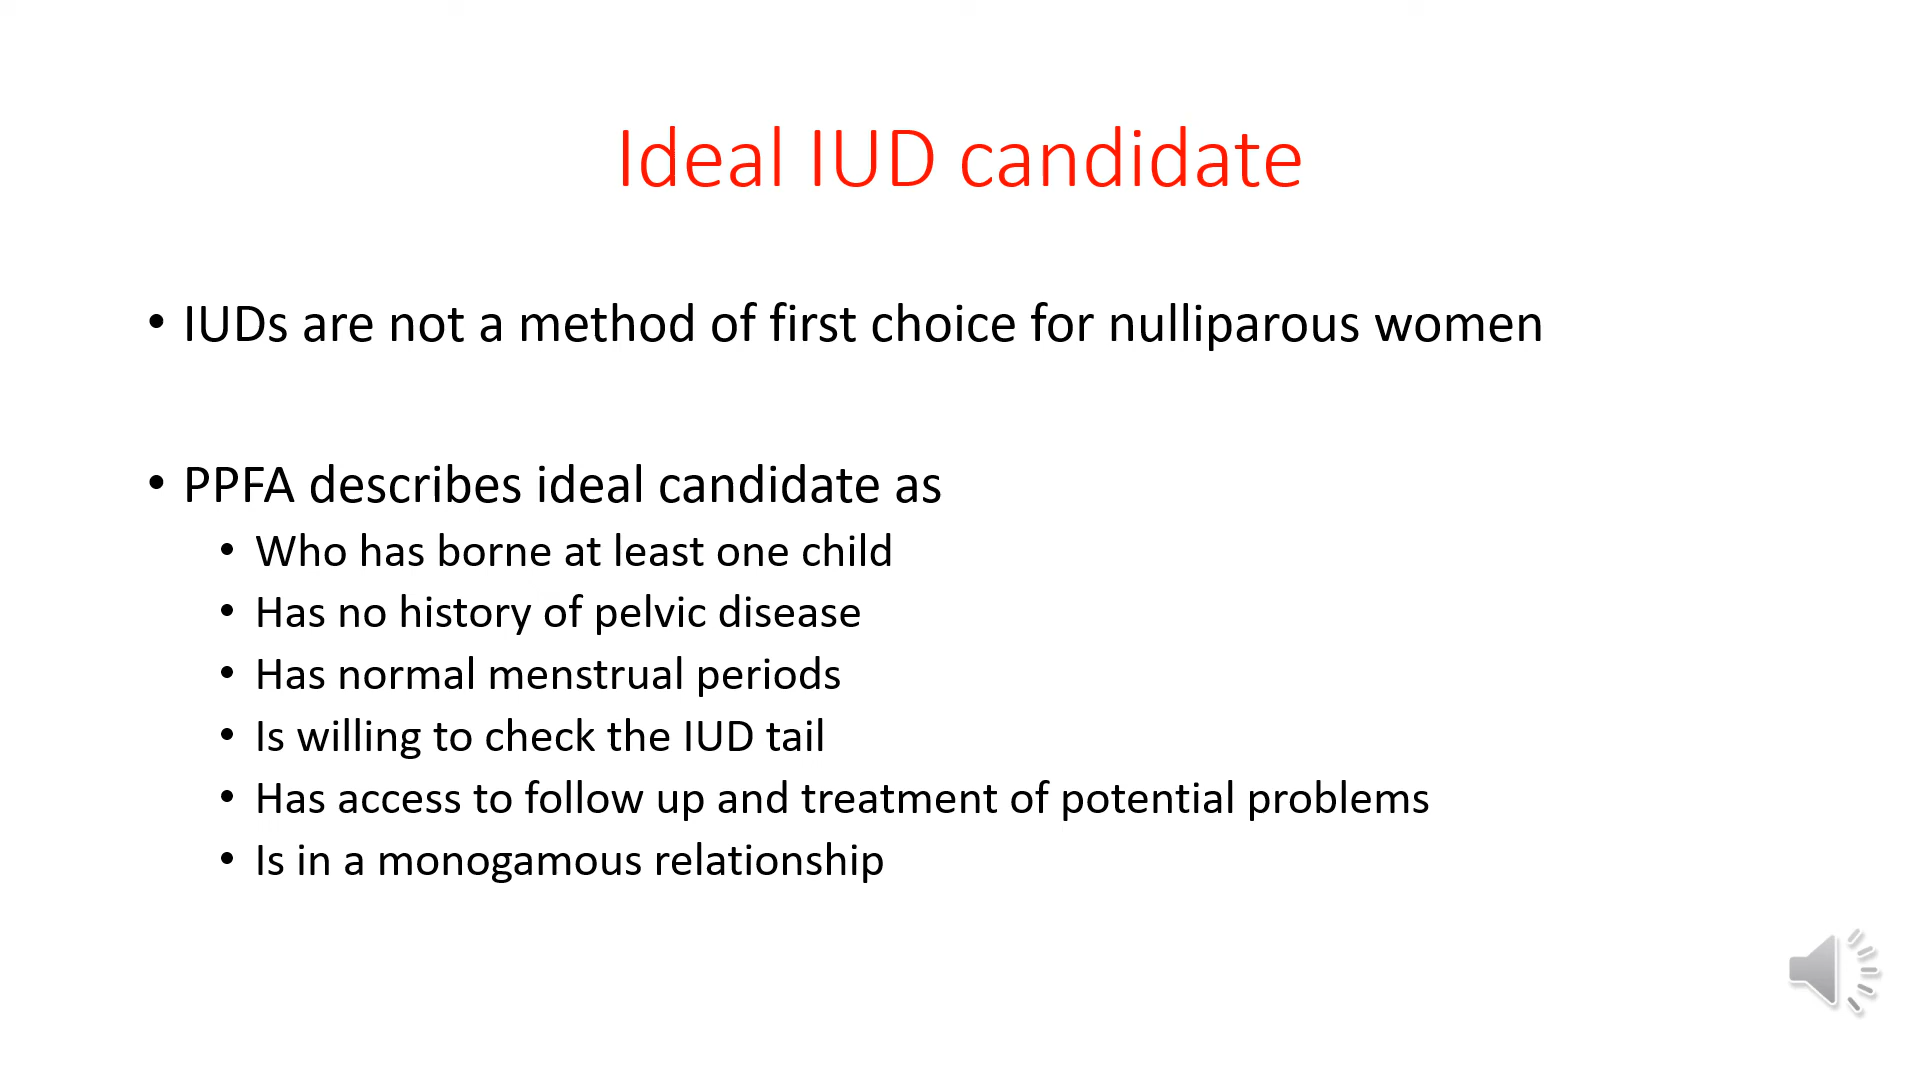 Ideal IUD candidate
• IUDs are not a method of first choice for nulliparous women
• PPFA describes ideal candidate as
• Who has borne at least one child
• Has no history of pelvic disease
• Has normal menstrual periods
• Is willing to check the IUD tail
• Has access to follow up and treatment of potential problems
• Is in a monogamous relationship